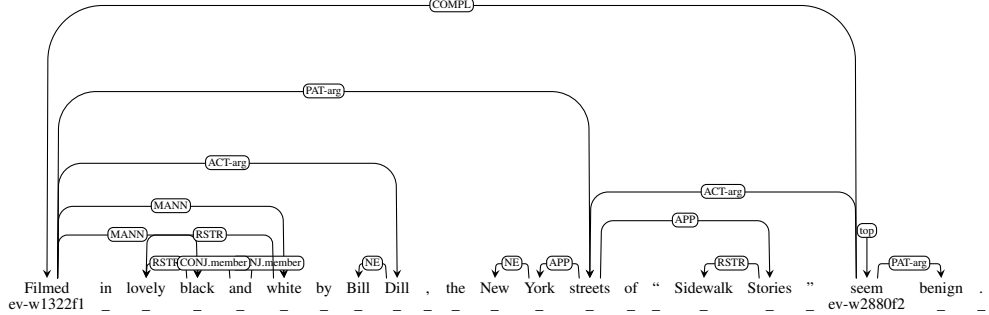 COMPL
PAT-arg
ACT-arg
ACT-arg
MANN
APP
top
MANN RSTR
RSTR CONJ.member NJ.member NE NE APP RSTR PAT-arg
Filmed in lovely black and white by Bill Dill , the New York streets of “ Sidewalk Stories ” seem benign .
ev-w1322f1 _ _ _ _ _ _ _ _ _ _ _ _ _ _ _ _ _ _ ev-w2880f2 _ _